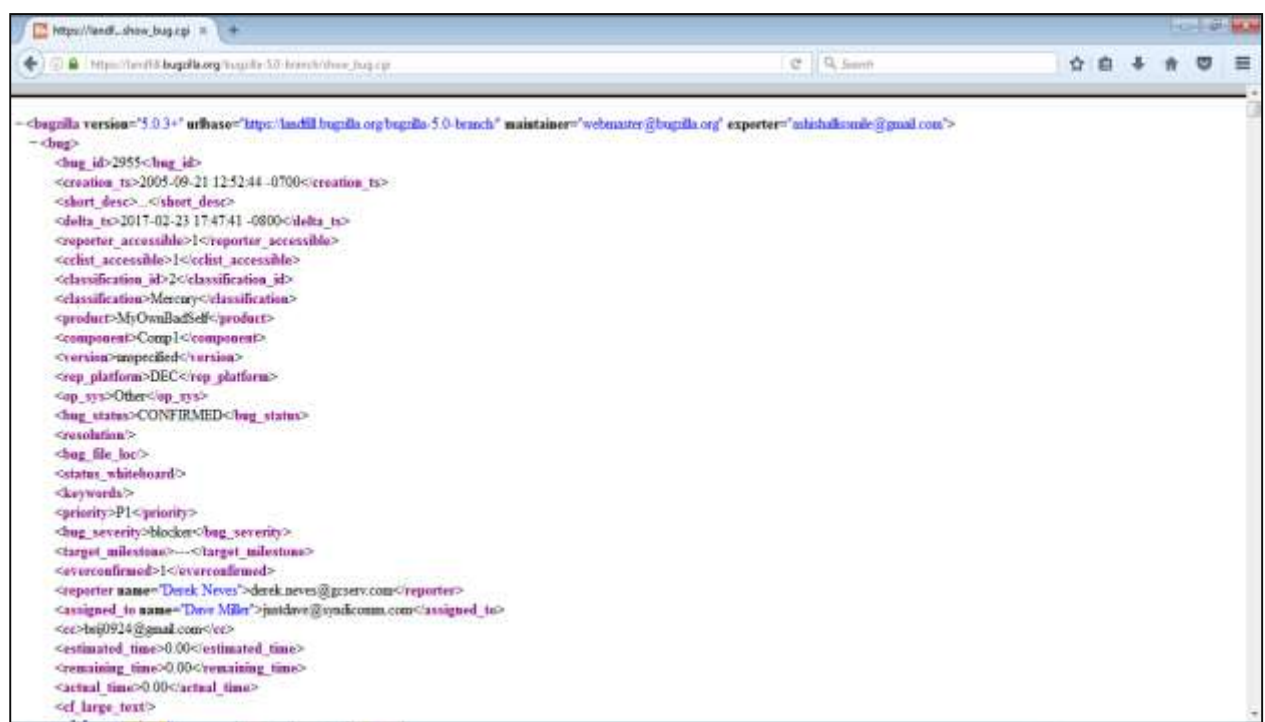 https://landf...show_bug.cgi × +
https://landfill.bugzilla.org/bugzilla-5.0-branch/show_bug.cgi Search
- <bugzilla version="5.0.3+" urlbase="https://landfill.bugzilla.org/bugzilla-5.0-branch" maintainer="webmaster@bugzilla.org" exporter="">
- <bug>
<bug_id>2955</bug_id>
<creation_ts>2005-09-21 12:52:44 -0700</creation_ts>
<short_desc>...</short_desc>
<delta_ts>2017-02-23 17:47:41 -0800</delta_ts>
<reporter_accessible>1</reporter_accessible>
<cclist_accessible>1</cclist_accessible>
<classification_id>2</classification_id>
<classification>Mercury</classification>
<product>MyOwnBadSelf</product>
<component>Comp1</component>
<version>unspecified</version>
<rep_platform>DEC</rep_platform>
<op_sys>Other</op_sys>
<bug_status>CONFIRMED</bug_status>
<resolution/>
<bug_file_loc/>
<status_whiteboard/>
<keywords/>
<priority>P1</priority>
<bug_severity>blocker</bug_severity>
<target_milestone>---</target_milestone>
<everconfirmed>1</everconfirmed>
<reporter name="Derek Neves">derek.neves@gcserv.com</reporter>
<assigned_to name="Dave Miller">justdave@syndicomm.com</assigned_to>
<cc></cc>
<estimated_time>0.00</estimated_time>
<remaining_time>0.00</remaining_time>
<actual_time>0.00</actual_time>
<cf_large_text/>